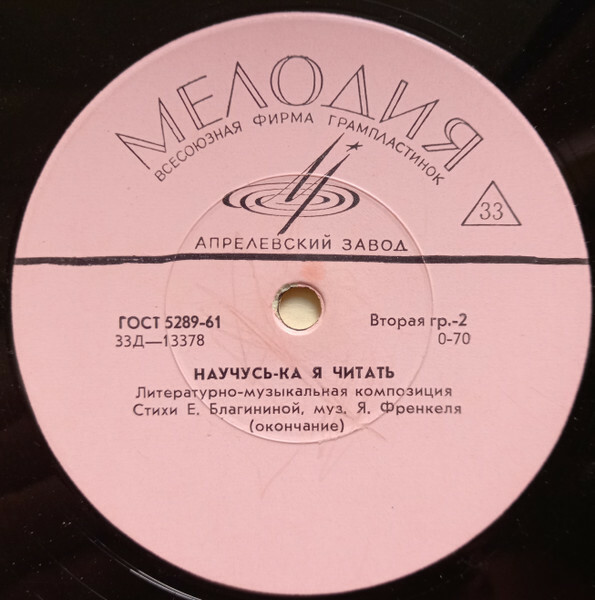 МЕЛОДИЯ
ВСЕСОЮЗНАЯ ФИРМА ГРАМПЛАСТИНОК
33
АПРЕЛЕВСКИЙ ЗАВОД
ГОСТ 5289-61 Вторая гр.-2
33Д—13378 0-70
НАУЧУСЬ-КА Я ЧИТАТЬ
Литературно-музыкальная композиция
Стихи Е. Благининой, муз. Я. Френкеля
(окончание)